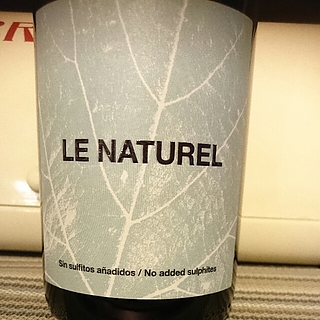 LE NATUREL
Sin sulfitos añadidos / No added sulphites